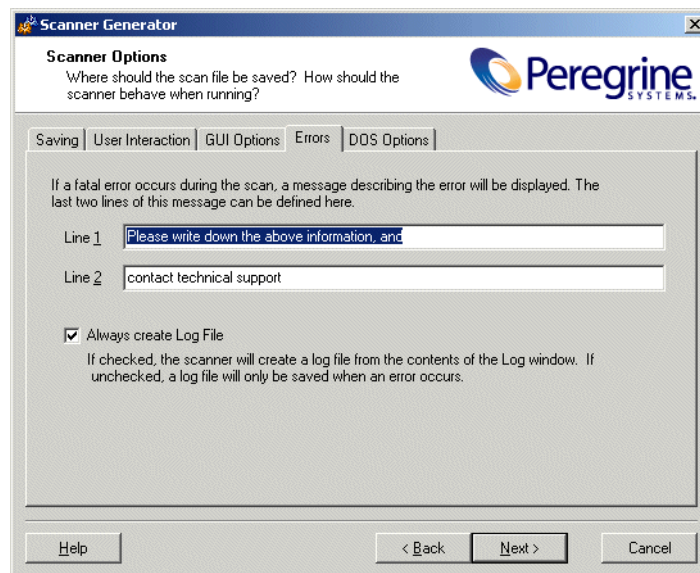 Scanner Generator
Scanner Options
Where should the scan file be saved? How should the
scanner behave when running?
Peregrine
SYSTEMS.
Saving
User Interaction
GUI Options
Errors
DOS Options
If a fatal error occurs during the scan, a message describing the error will be displayed. The
last two lines of this message can be defined here.
Line 1
Please write down the above information, and
Line 2
contact technical support
Always create Log File
If checked, the scanner will create a log file from the contents of the Log window. If
unchecked, a log file will only be saved when an error occurs.
Help
< Back
Next >
Cancel